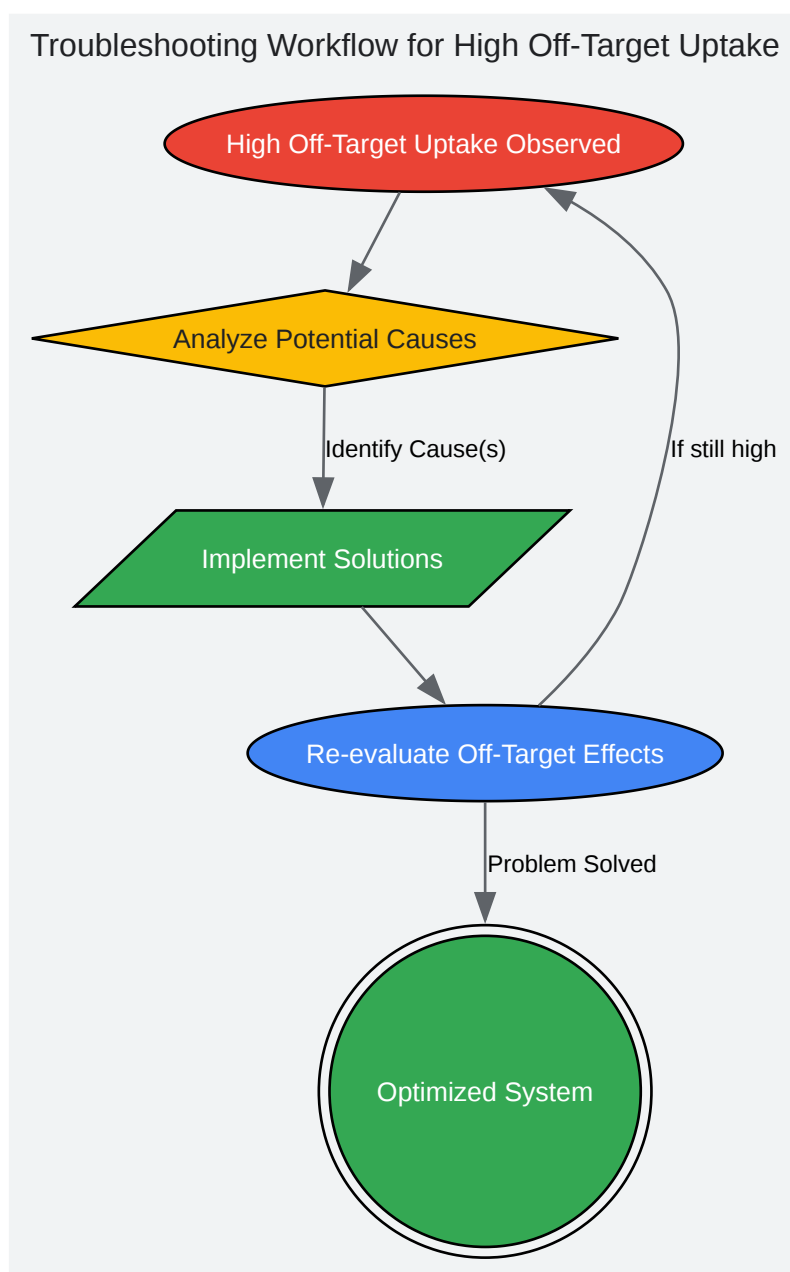 Troubleshooting Workflow for High Off-Target Uptake
High Off-Target Uptake Observed
Analyze Potential Causes
Identify Cause(s)
If still high
Implement Solutions
Re-evaluate Off-Target Effects
Problem Solved
Optimized System